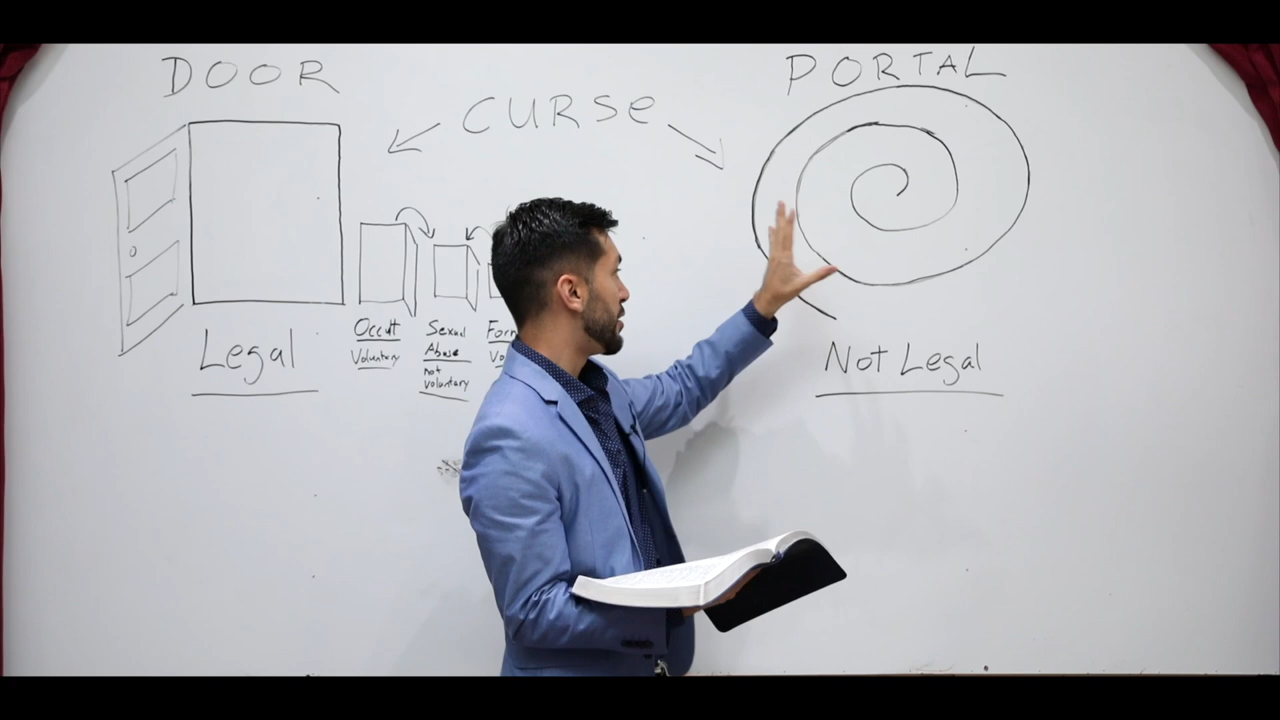 DOOR
PORTAL
CURSE
Legal
Occult
Voluntary
Sexual
Abuse
not
voluntary
Not Legal